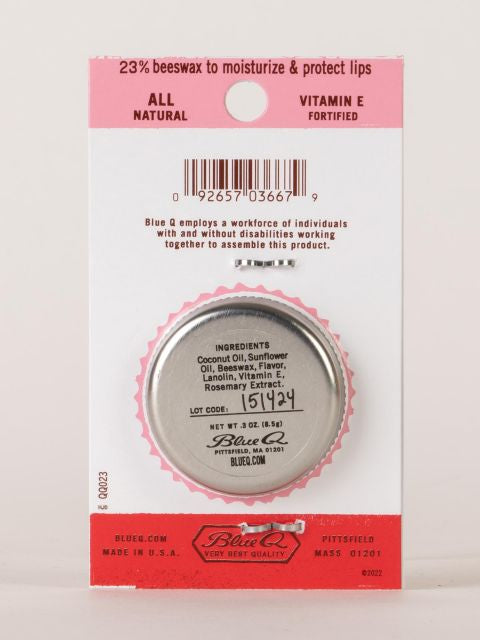 23% beeswax to moisturize & protect lips
ALL
NATURAL
VITAMIN E
FORTIFIED
0 92657 03667 9
Blue Q employs a workforce of individuals
with and without disabilities working
together to assemble this product.
INGREDIENTS
Coconut Oil, Sunflower
Oil, Beeswax, Flavor,
Lanolin, Vitamin E,
Rosemary Extract.
LOT CODE: 151424
NET WT .3 OZ. (8.5g)
Blue Q
PITTSFIELD, MA 01201
BLUEQ.COM
QQ023
BLUEQ.COM
MADE IN U.S.A.
Blue Q
VERY BEST QUALITY
PITTSFIELD
MASS 01201
©2022